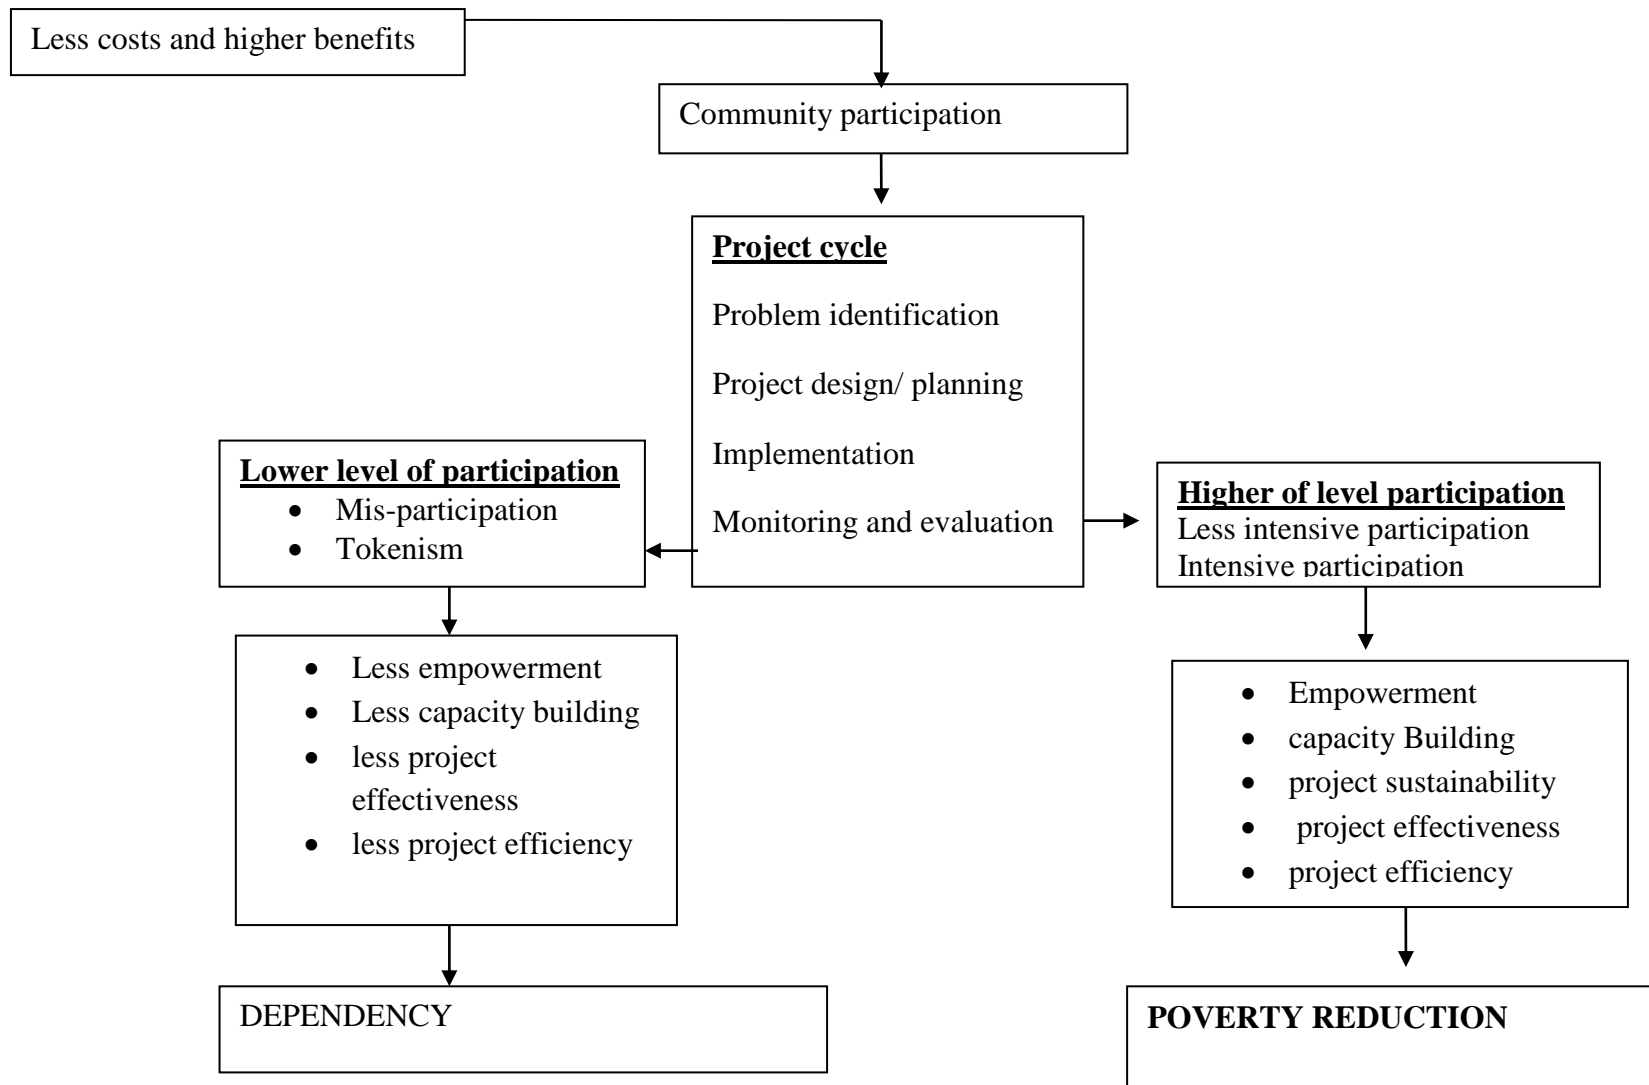 Less costs and higher benefits
Community participation
Project cycle
Problem identification
Project design/ planning
Implementation
Monitoring and evaluation
Lower level of participation
• Mis-participation
• Tokenism
Higher of level participation
Less intensive participation
Intensive participation
• Less empowerment
• Less capacity building
• less project
effectiveness
• less project efficiency
• Empowerment
• capacity Building
• project sustainability
• project effectiveness
• project efficiency
DEPENDENCY
POVERTY REDUCTION